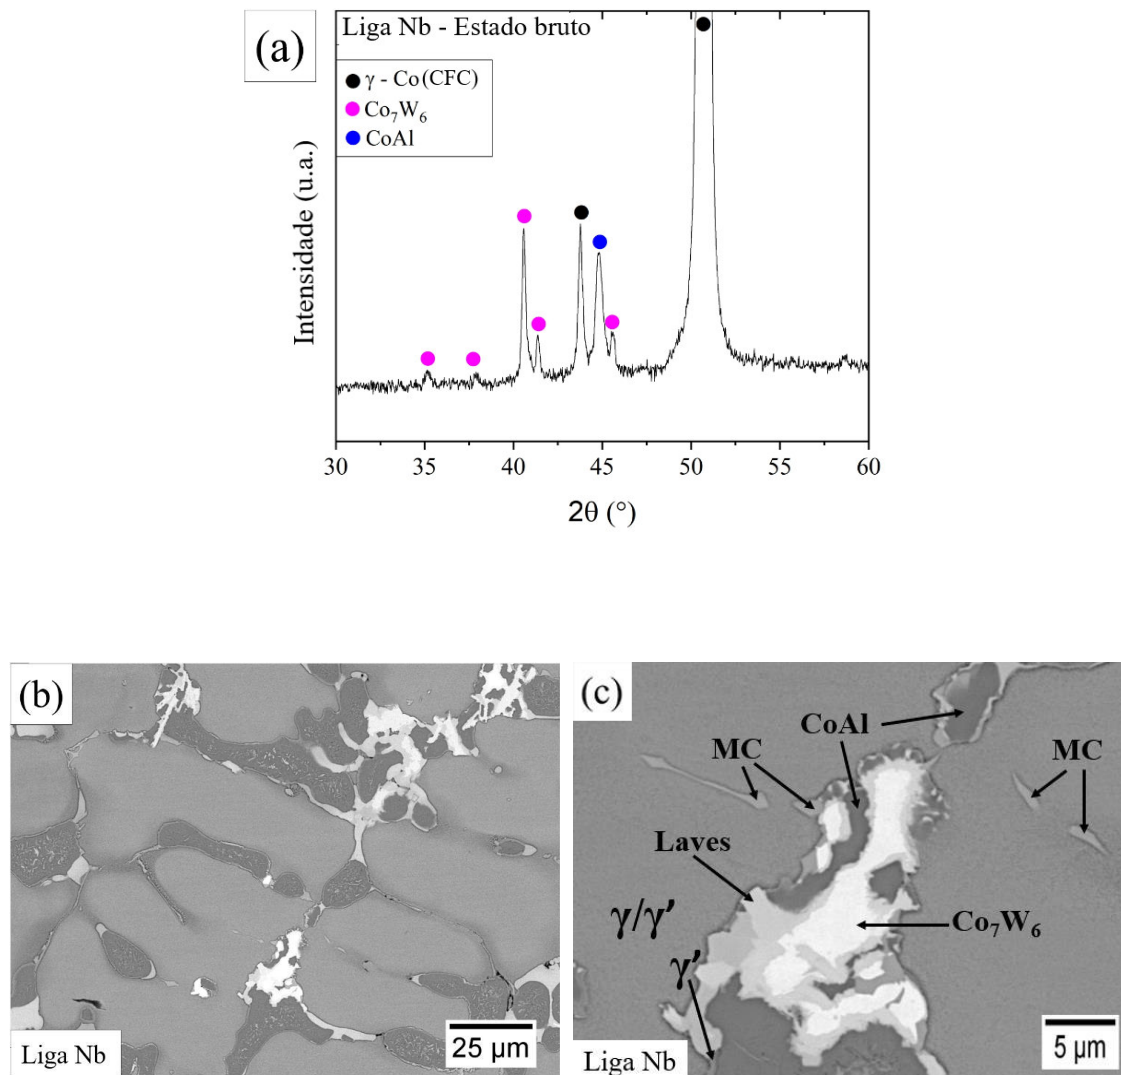 (a)
Liga Nb - Estado bruto
γ - Co (CFC)
Co₇W₆
CoAl
Intensidade (u.a.)
30 35 40 45 50 55 60
2θ (°)
(b)
25 µm
Liga Nb
(c)
CoAl
MC
MC
Laves
γ/γ’
Co₇W₆
γ’
5 µm
Liga Nb